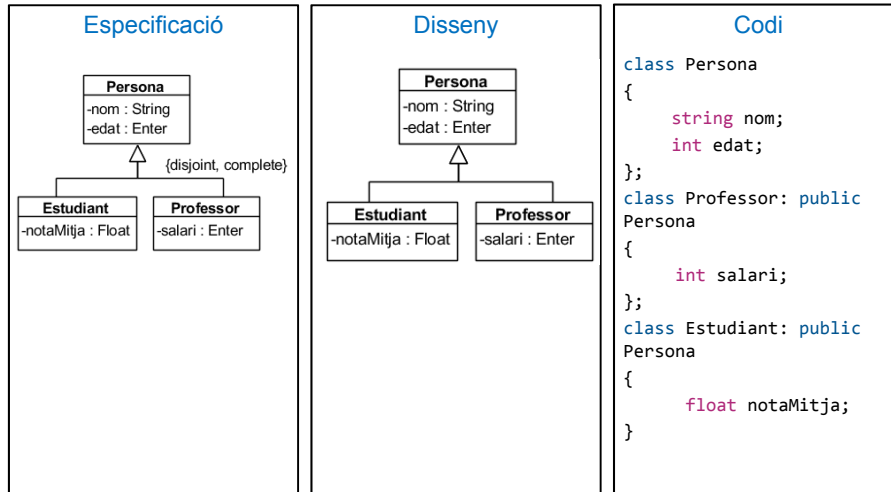 Especificació
Persona
-nom : String
-edat : Enter
{disjoint, complete}
Estudiant
-notaMitja : Float
Professor
-salari : Enter
Disseny
Persona
-nom : String
-edat : Enter
Estudiant
-notaMitja : Float
Professor
-salari : Enter
Codi
class Persona
{
string nom;
int edat;
};
class Professor: public
Persona
{
int salari;
};
class Estudiant: public
Persona
{
float notaMitja;
}